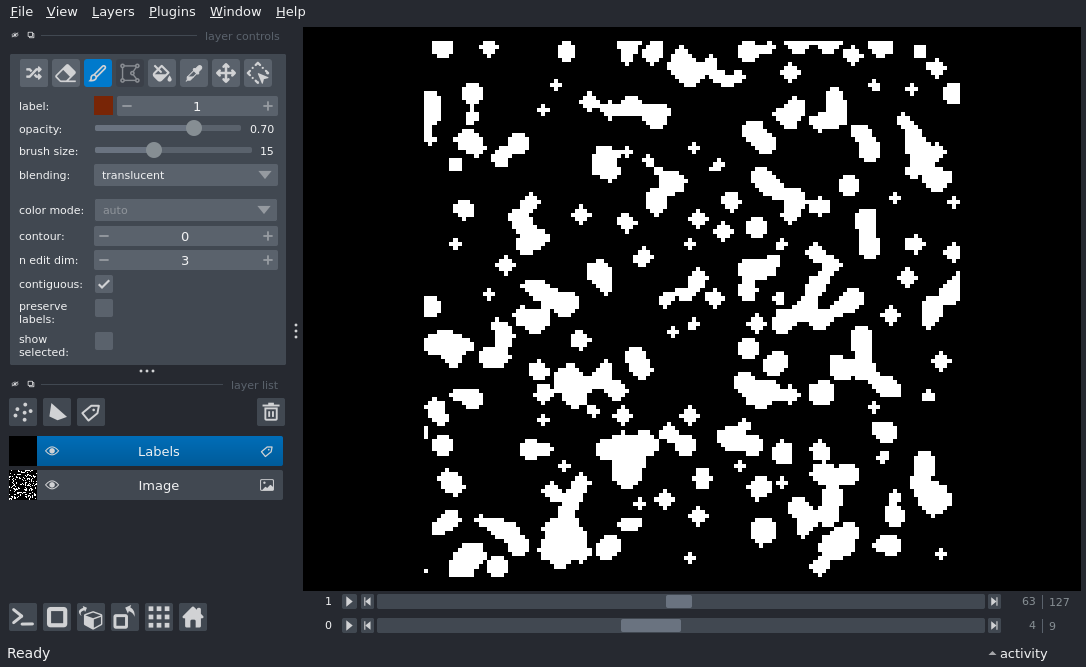 File View Layers Plugins Window Help
layer controls
label: 1
opacity: 0.70
brush size: 15
blending: translucent
color mode: auto
contour: 0
n edit dim: 3
contiguous:
preserve
labels:
show
selected:
layer list
Labels
Image
1 63 127
0 4 9
Ready activity